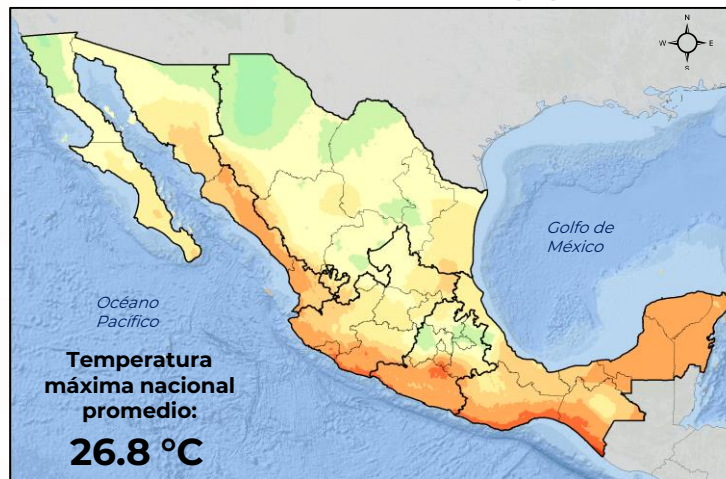 N
W E
S
Golfo de
México
Océano
Pacífico
Temperatura
máxima nacional
promedio:
26.8 °C